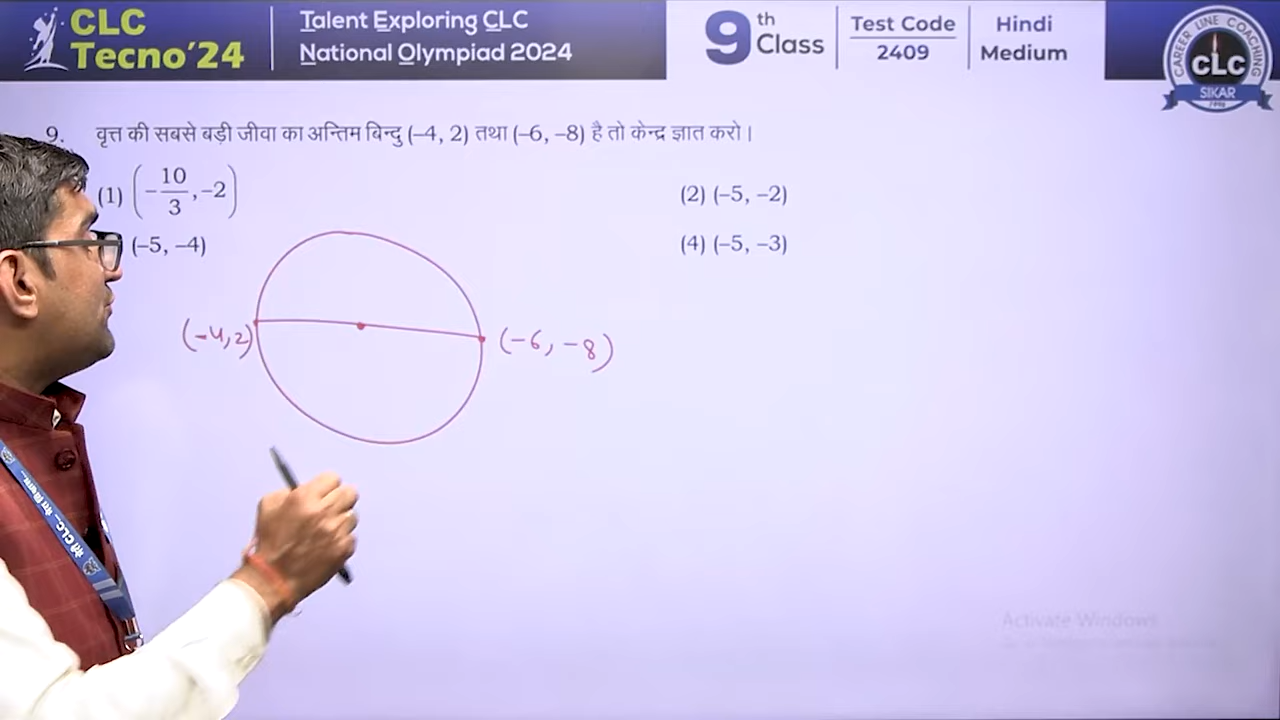 CLC
Tecno'24
Talent Exploring CLC
National Olympiad 2024
9th Class
Test Code
2409
Hindi
Medium
CAREER LINE COACHING
CLC
SIKAR
9. वृत्त की सबसे बड़ी जीवा का अन्तिम बिन्दु (–4, 2) तथा (–6, –8) है तो केन्द्र ज्ञात करो।
(1) (-10/3, -2)
(2) (–5, –2)
(–5, –4)
(4) (–5, –3)
(-4,2)
(-6, -8)
Activate Windows